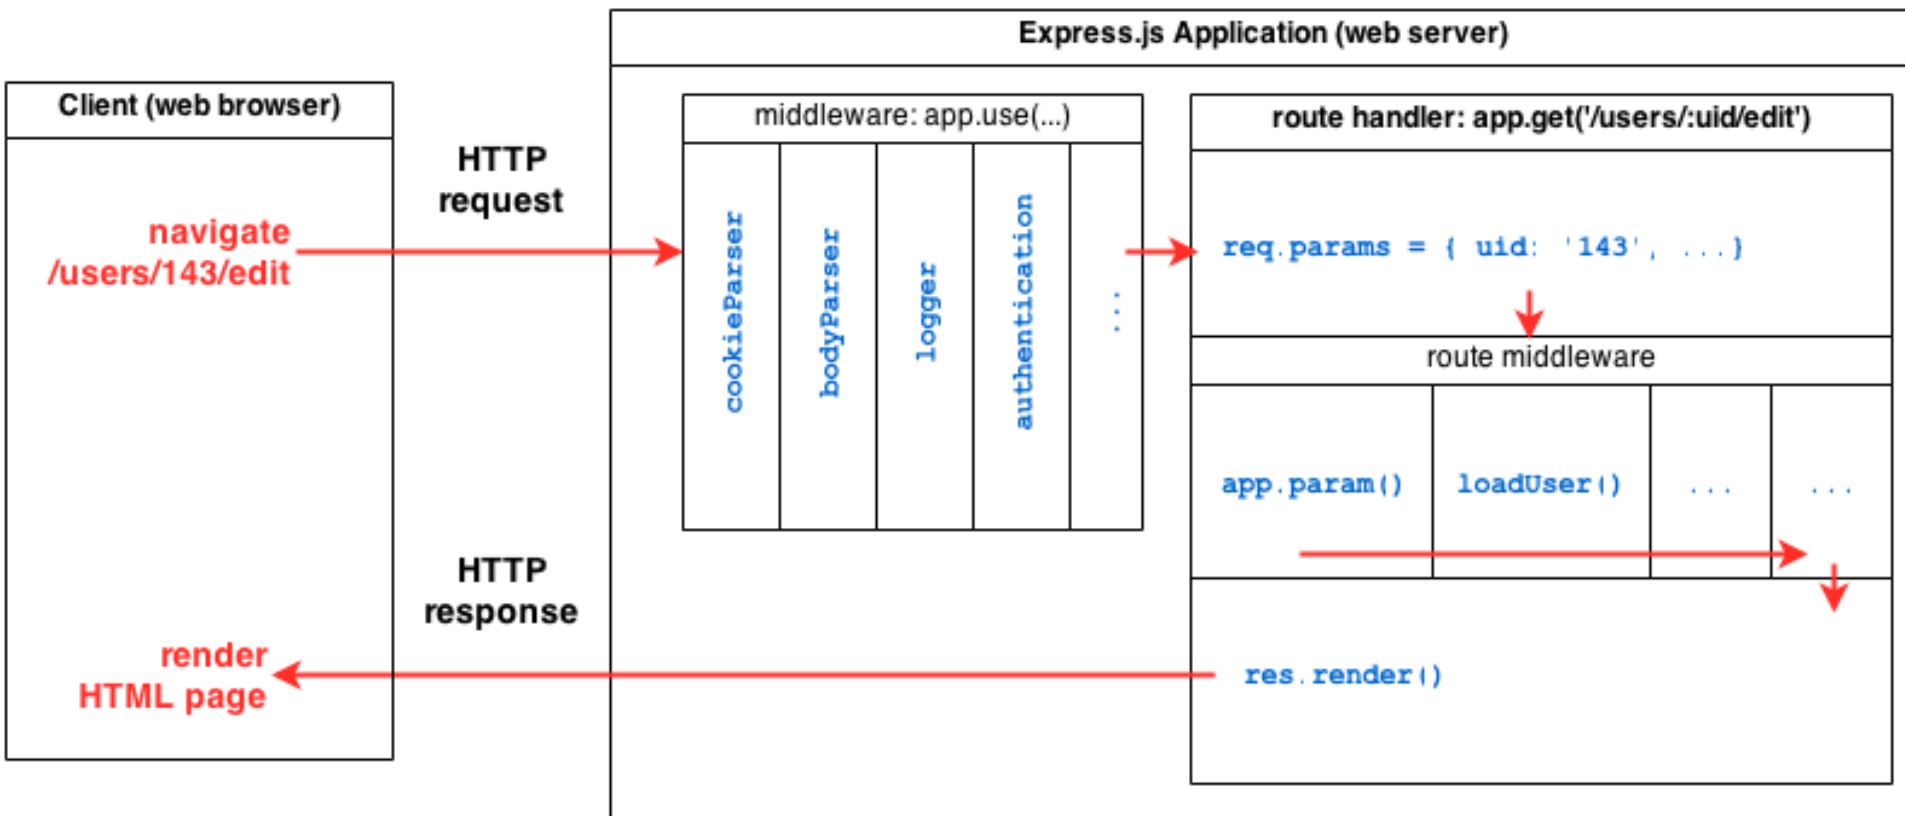 Express.js Application (web server)
Client (web browser)
navigate
/users/143/edit
HTTP
request
middleware: app.use(...)
cookieParser
bodyParser
logger
authentication
...
route handler: app.get('/users/:uid/edit')
req.params = { uid: '143', ...}
route middleware
app.param()
loadUser()
...
...
res.render()
HTTP
response
render
HTML page